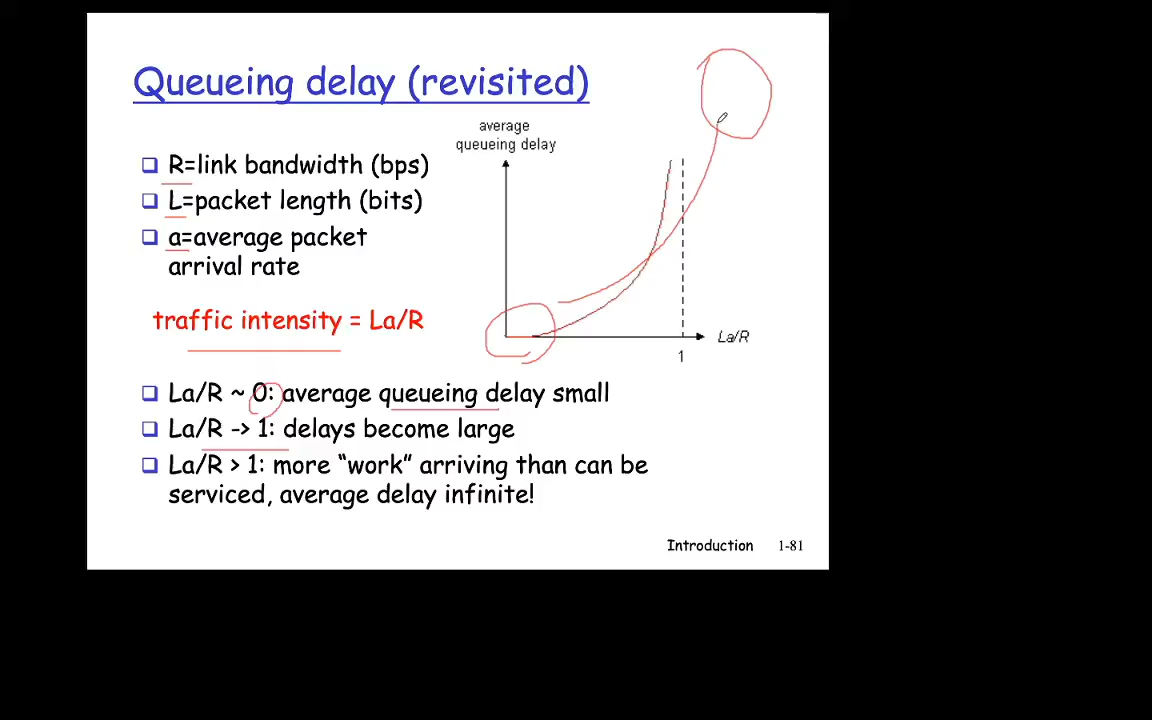 Queueing delay (revisited)
average
queueing delay
R=link bandwidth (bps)
L=packet length (bits)
a=average packet
arrival rate
traffic intensity = La/R
La/R
1
La/R ~ 0: average queueing delay small
La/R -> 1: delays become large
La/R > 1: more “work” arriving than can be
serviced, average delay infinite!
Introduction 1-81